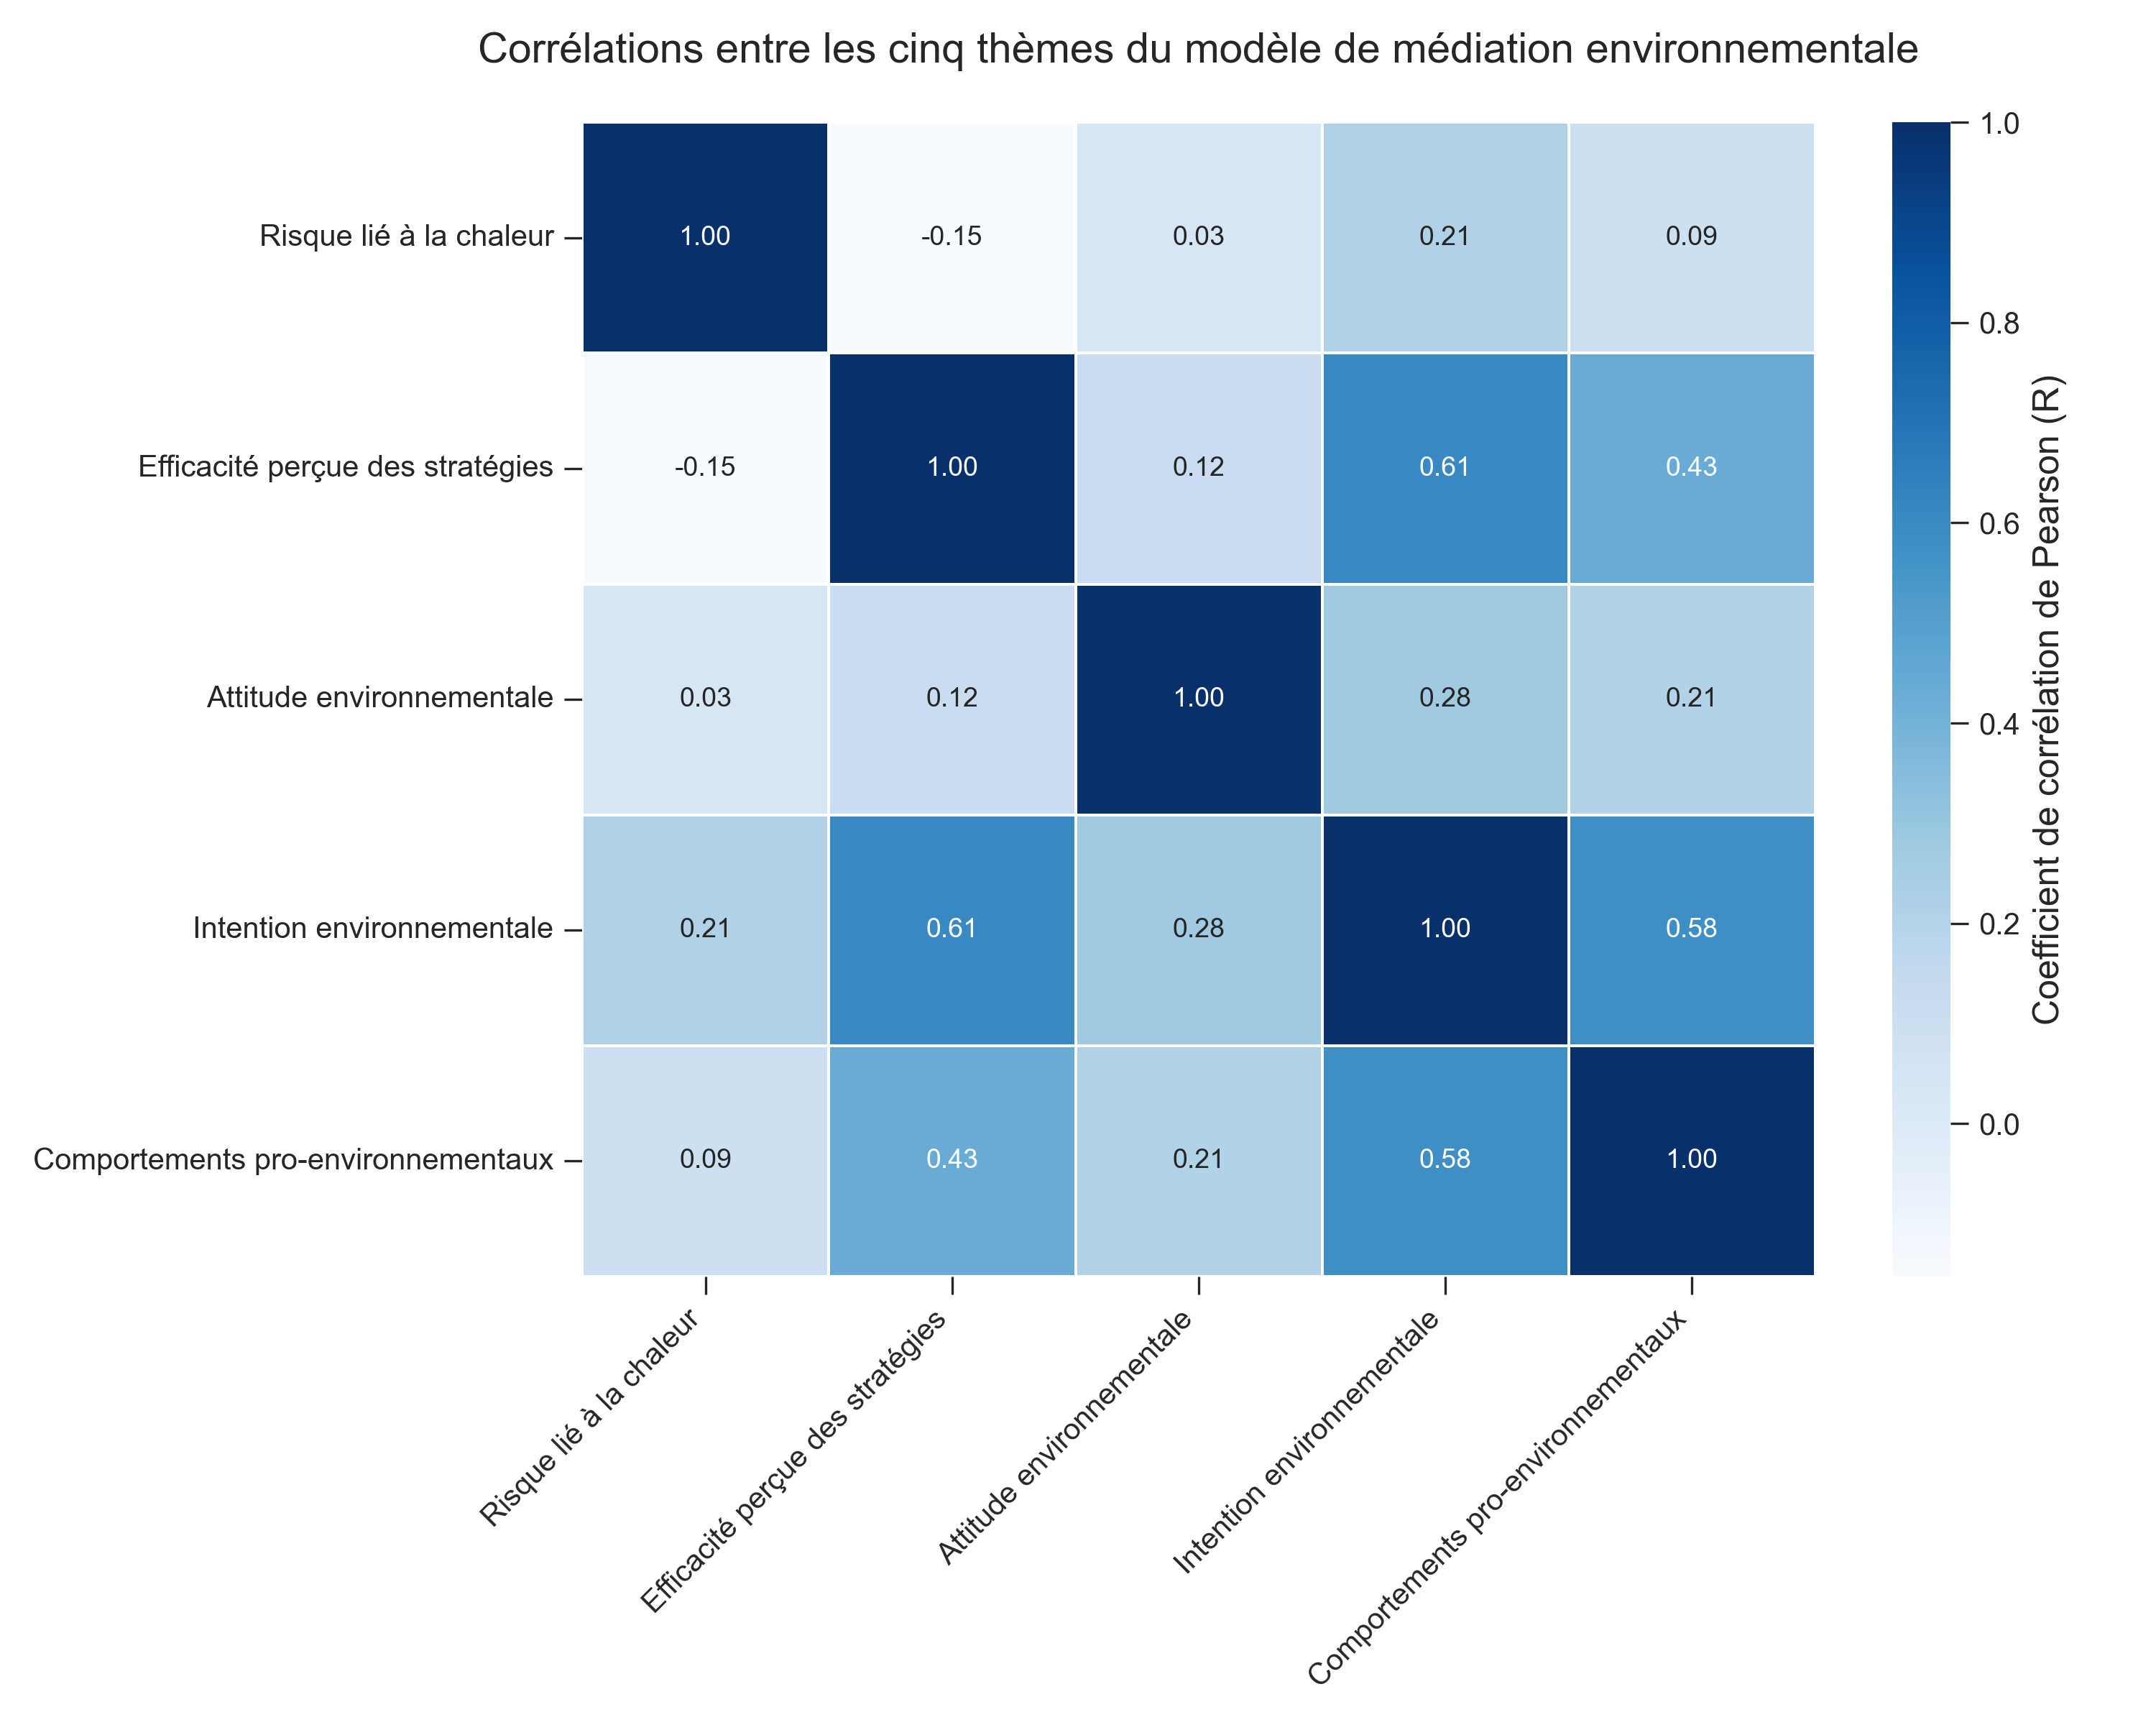 Corrélations entre les cinq thèmes du modèle de médiation environnementale
Risque lié à la chaleur
1.00 -0.15 0.03 0.21 0.09
Efficacité perçue des stratégies
-0.15 1.00 0.12 0.61 0.43
Attitude environnementale
0.03 0.12 1.00 0.28 0.21
Intention environnementale
0.21 0.61 0.28 1.00 0.58
Comportements pro-environnementaux
0.09 0.43 0.21 0.58 1.00
Risque lié à la chaleur
Efficacité perçue des stratégies
Attitude environnementale
Intention environnementale
Comportements pro-environnementaux
1.0
0.8
0.6
0.4
0.2
0.0
Coefficient de corrélation de Pearson (R)